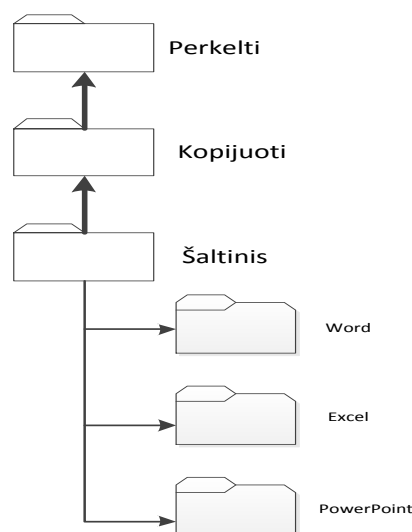 Perkelti
Kopijuoti
Šaltinis
Word
Excel
PowerPoint